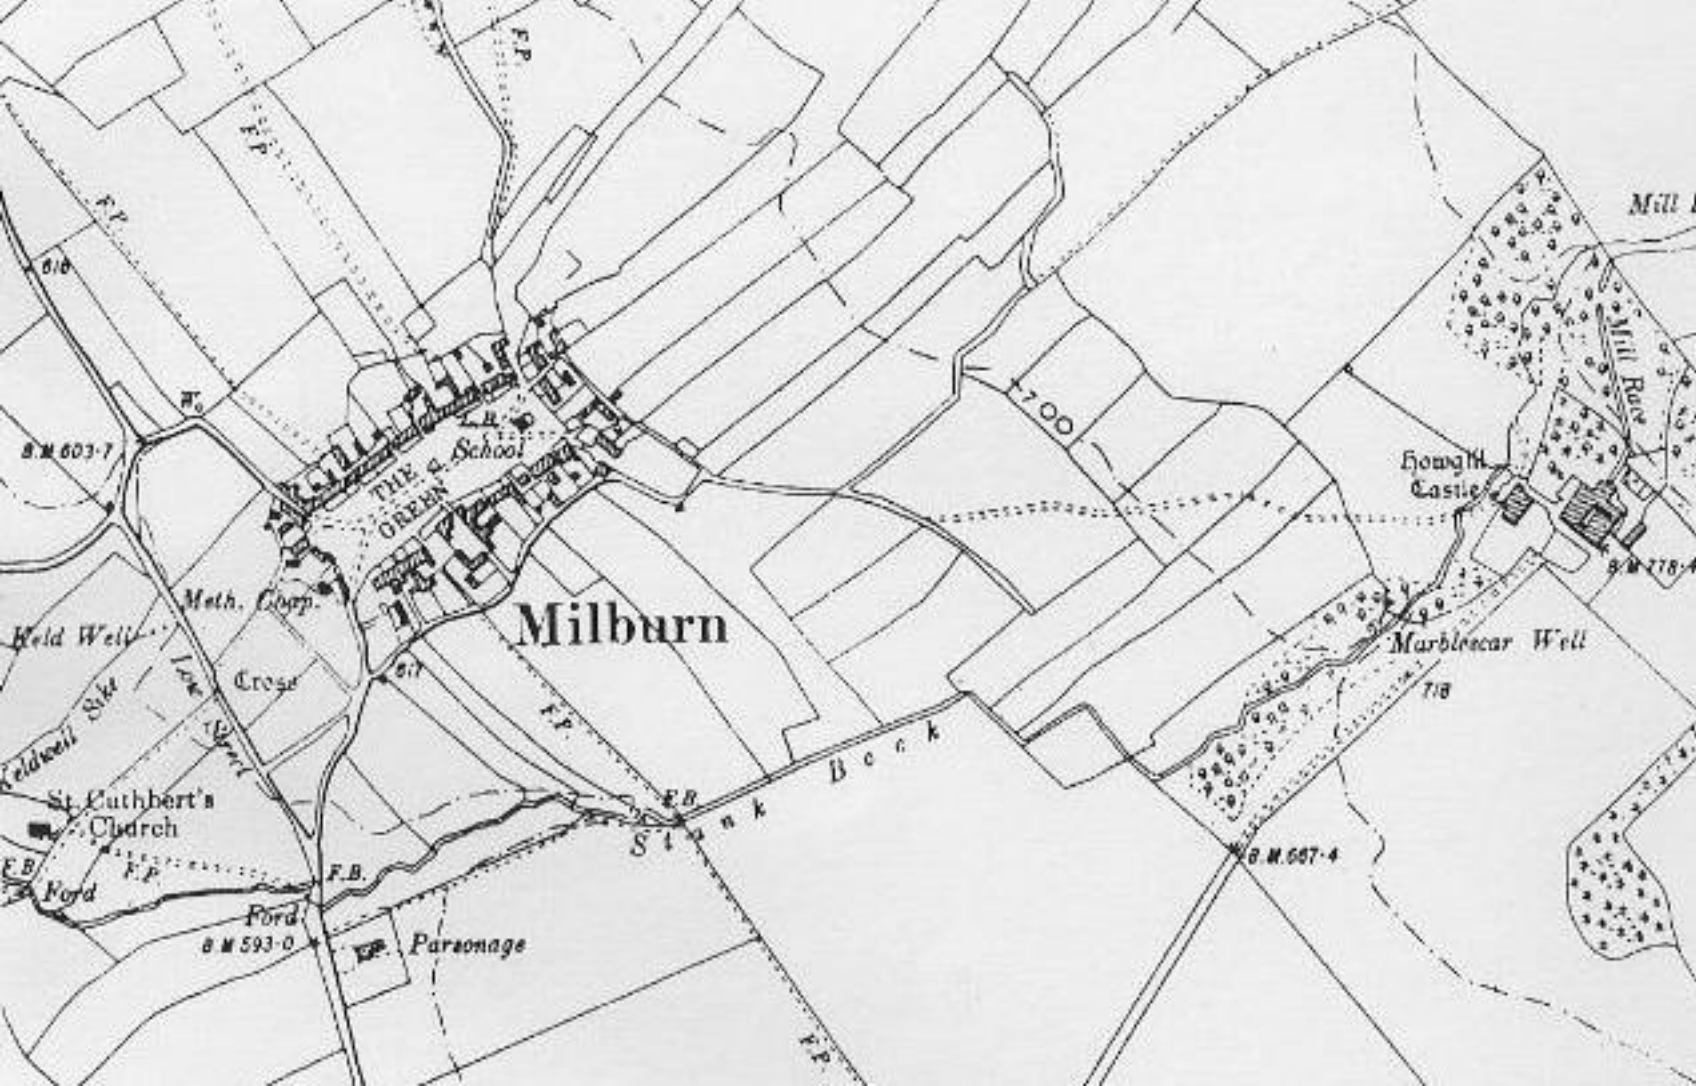 F.P.
F.P.
F.P.
Mill
616
Mill Race
W.
B.M.603·7
L.B.
School
THE
GREEN
700
Howgill
Castle
B.M.778·4
Meth. Chap.
Keld Well
Milburn
Marblescar Well
617
Cross
718
Low Street
Keldwell Sike
F.P.
Stank Beck
St. Cuthbert's
Church
F.B.
F.B.
F.P.
F.B.
Ford
Ford
B.M.667·4
B.M.593·0
Parsonage
F.P.